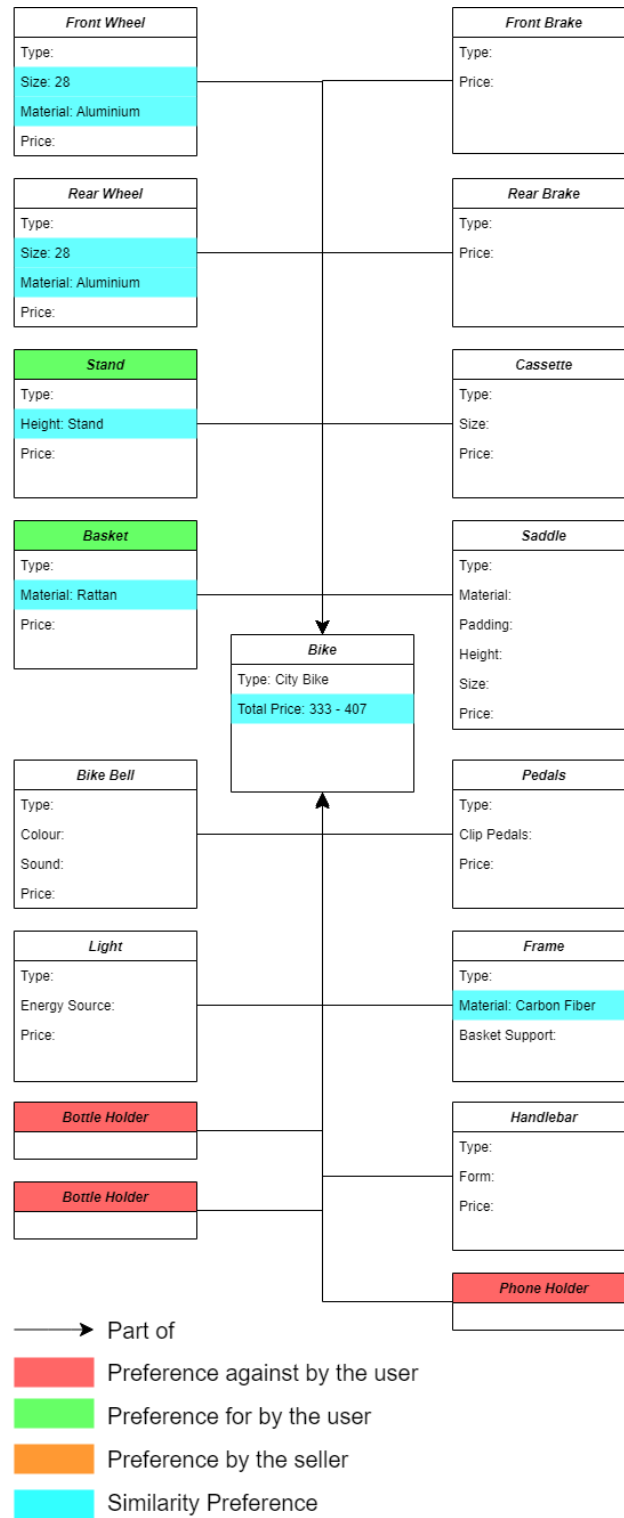 Front Wheel
Type:
Size: 28
Material: Aluminium
Price:
Front Brake
Type:
Price:
Rear Wheel
Type:
Size: 28
Material: Aluminium
Price:
Rear Brake
Type:
Price:
Stand
Type:
Height: Stand
Price:
Cassette
Type:
Size:
Price:
Basket
Type:
Material: Rattan
Price:
Saddle
Type:
Material:
Padding:
Height:
Size:
Price:
Bike
Type: City Bike
Total Price: 333 - 407
Bike Bell
Type:
Colour:
Sound:
Price:
Pedals
Type:
Clip Pedals:
Price:
Light
Type:
Energy Source:
Price:
Frame
Type:
Material: Carbon Fiber
Basket Support:
Bottle Holder
Handlebar
Type:
Form:
Price:
Bottle Holder
Phone Holder
Part of
Preference against by the user
Preference for by the user
Preference by the seller
Similarity Preference